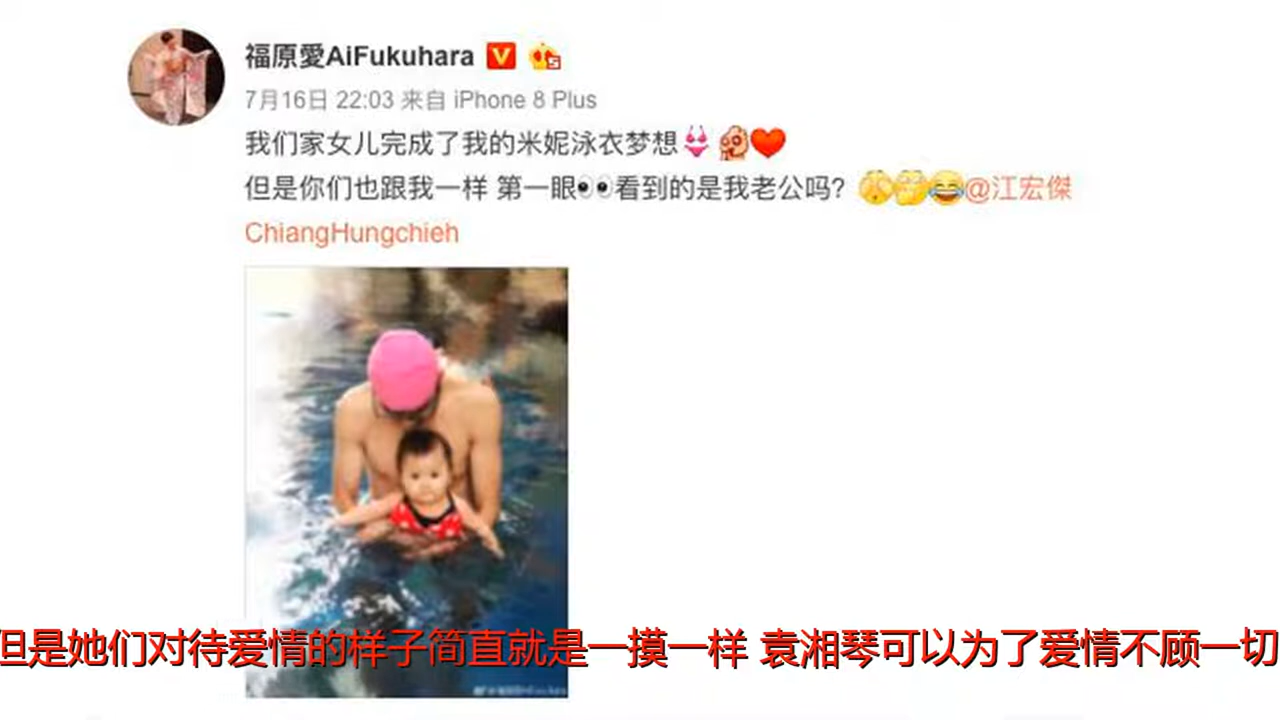 福原愛AiFukuhara
7月16日 22:03 来自 iPhone 8 Plus
我们家女儿完成了我的米妮泳衣梦想
但是你们也跟我一样 第一眼看到的是我老公吗? @江宏傑
ChiangHungchieh
但是她们对待爱情的样子简直就是一摸一样 袁湘琴可以为了爱情不顾一切